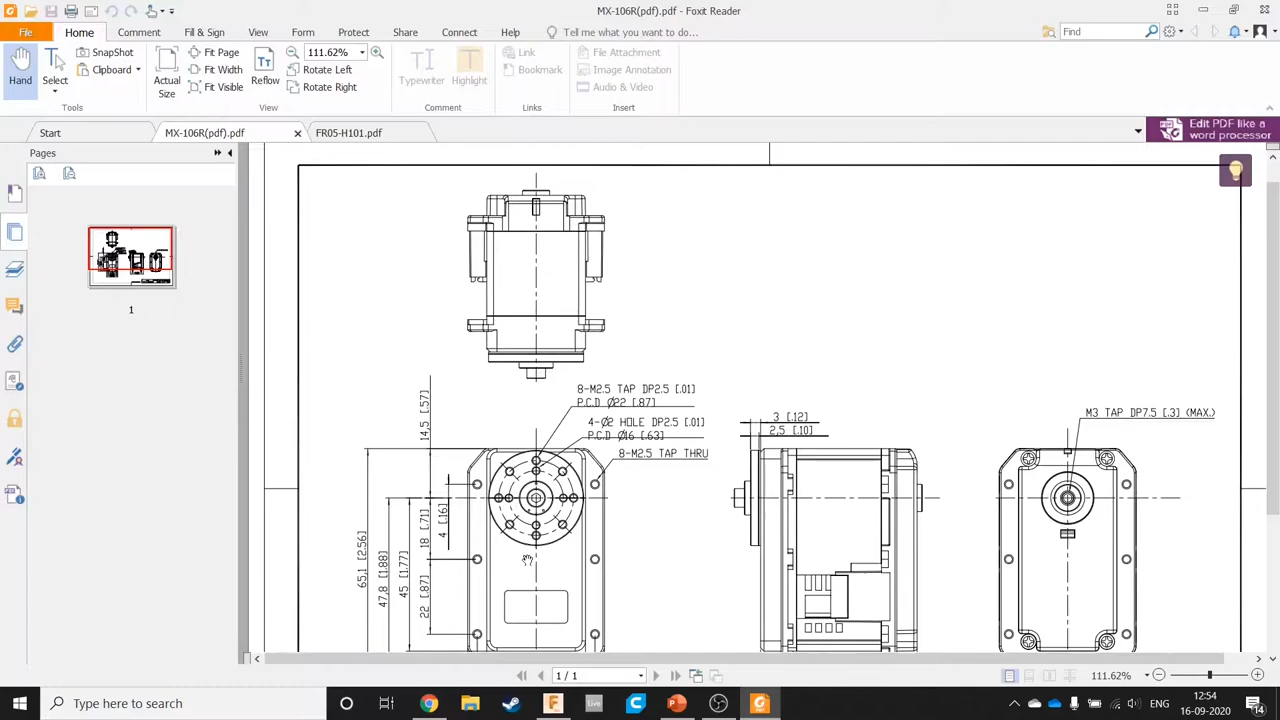 MX-106R(pdf).pdf - Foxit Reader
File
Home
Comment
Fill & Sign
View
Form
Protect
Share
Connect
Help
Tell me what you want to do...
Find
Hand
Select
SnapShot
Clipboard
Actual
Size
Fit Page
Fit Width
Fit Visible
Reflow
111.62%
Rotate Left
Rotate Right
Typewriter
Highlight
Link
Bookmark
File Attachment
Image Annotation
Audio & Video
Tools
View
Comment
Links
Insert
Start
MX-106R(pdf).pdf
FR05-H101.pdf
Edit PDF like a
word processor
Pages
1
8-M2.5 TAP DP2.5 [.01]
P.C.D Ø22 [.87]
4-Ø2 HOLE DP2.5 [.01]
P.C.D Ø16 [.63]
8-M2.5 TAP THRU
14,5 [.57]
18 [.71]
4 [.16]
22 [.87]
65,1 [2.56]
47,8 [1.88]
45 [1.77]
3 [.12]
2,5 [.10]
M3 TAP DP7.5 [.3] (MAX.)
1 / 1
111.62%
Type here to search
live
12:54
16-09-2020
ENG
14